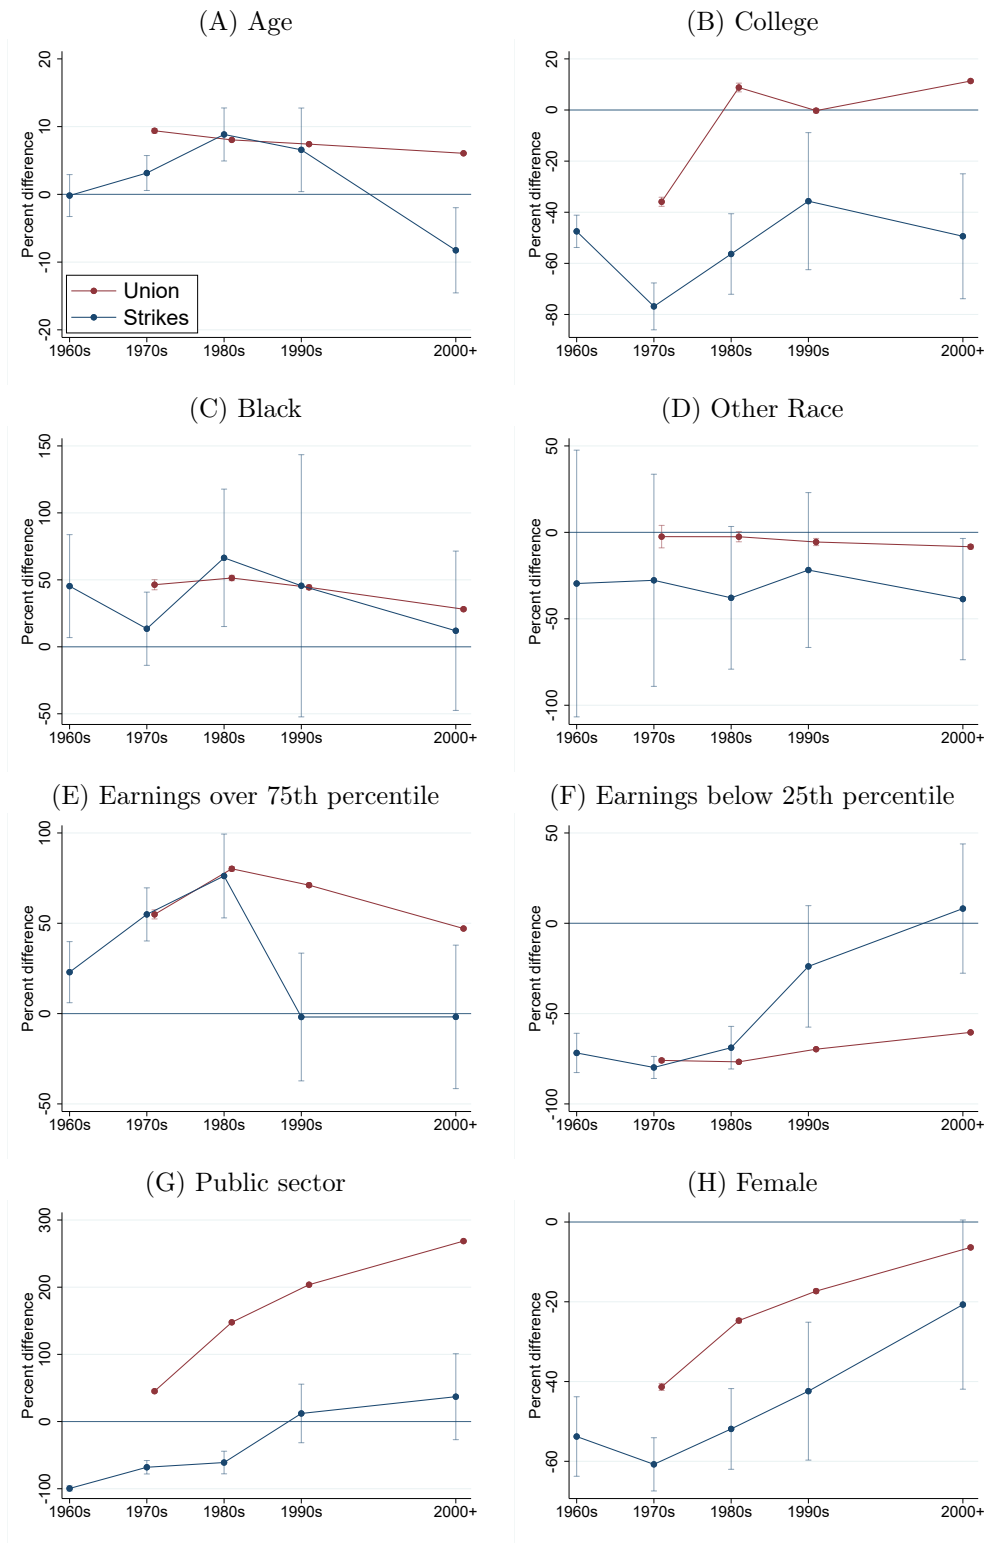 (A) Age
20
10
0
-10
-20
Percent difference
Union
Strikes
1960s 1970s 1980s 1990s 2000+
(B) College
20
0
-20
-40
-60
-80
Percent difference
1960s 1970s 1980s 1990s 2000+
(C) Black
150
100
50
0
-50
Percent difference
1960s 1970s 1980s 1990s 2000+
(D) Other Race
50
0
-50
-100
Percent difference
1960s 1970s 1980s 1990s 2000+
(E) Earnings over 75th percentile
100
50
0
-50
Percent difference
1960s 1970s 1980s 1990s 2000+
(F) Earnings below 25th percentile
50
0
-50
-100
Percent difference
1960s 1970s 1980s 1990s 2000+
(G) Public sector
300
200
100
0
-100
Percent difference
1960s 1970s 1980s 1990s 2000+
(H) Female
0
-20
-40
-60
Percent difference
1960s 1970s 1980s 1990s 2000+